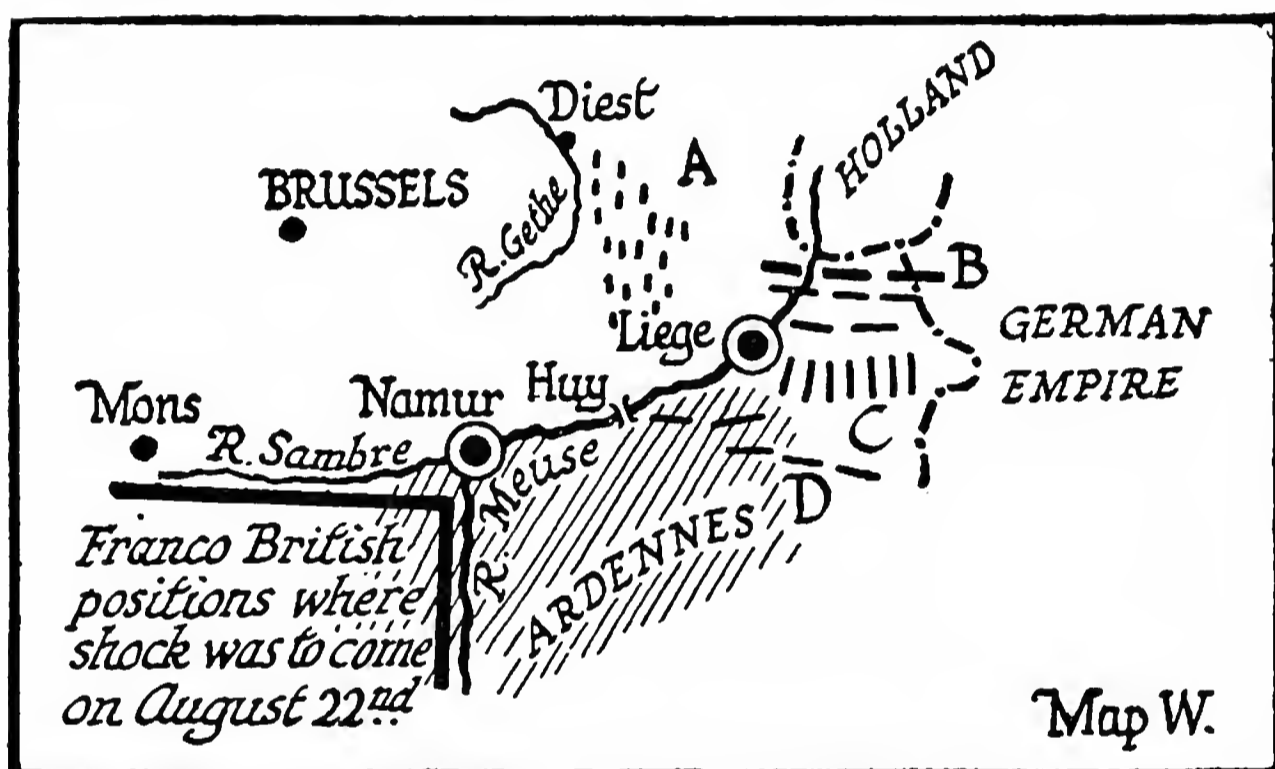 HOLLAND
Diest
A
BRUSSELS
R. Gethe
B
Liege
GERMAN
EMPIRE
Huy
Mons
Namur
C
R. Sambre
R. Meuse
D
ARDENNES
Franco British
positions where
shock was to come
on August 22nd
Map W.